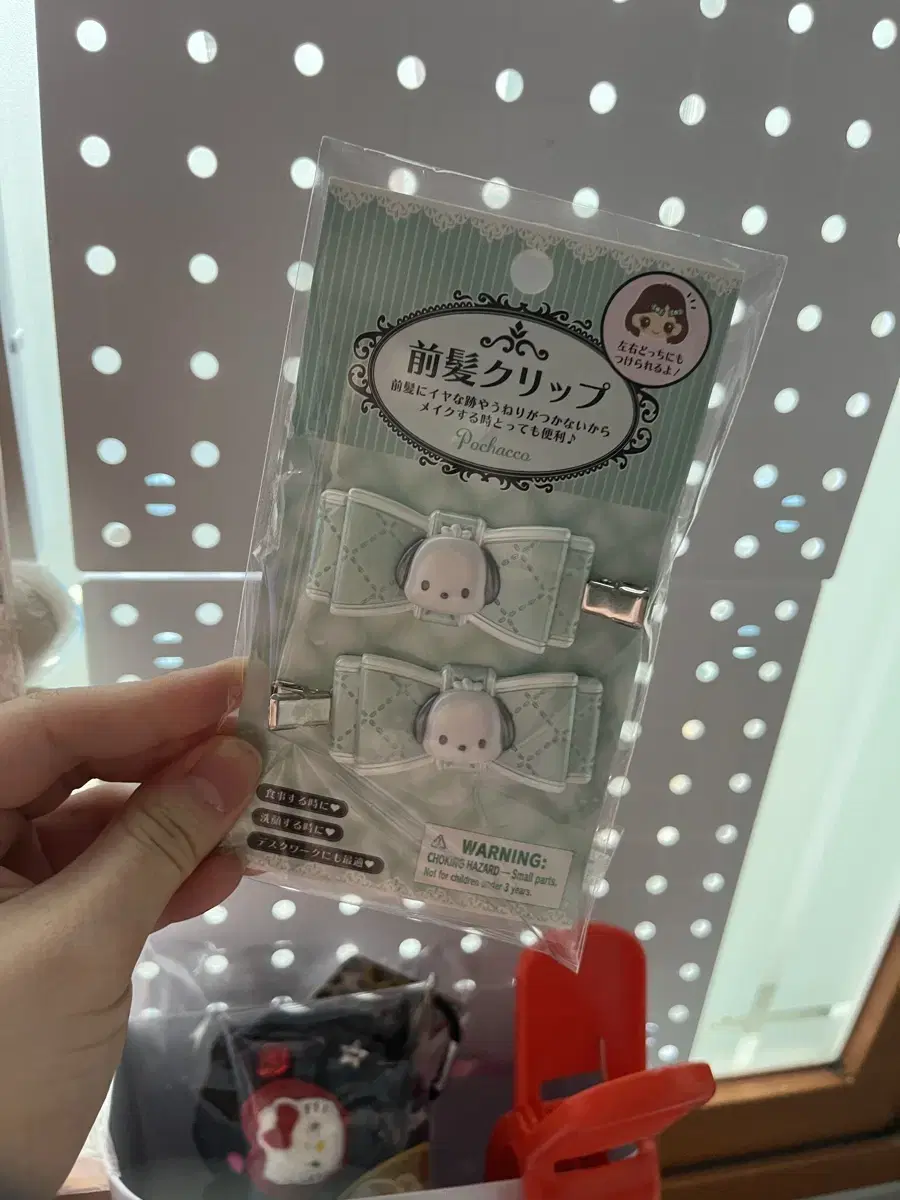 前髪クリップ
前髪にイヤな跡やうねりがつかないから
メイクする時とっても便利♪
Pochacco
左右どっちにも
つけられるよ!
食事する時に♥
洗顔する時に♥
デスクワークにも最適♥
WARNING:
CHOKING HAZARD — Small parts.
Not for children under 3 years.